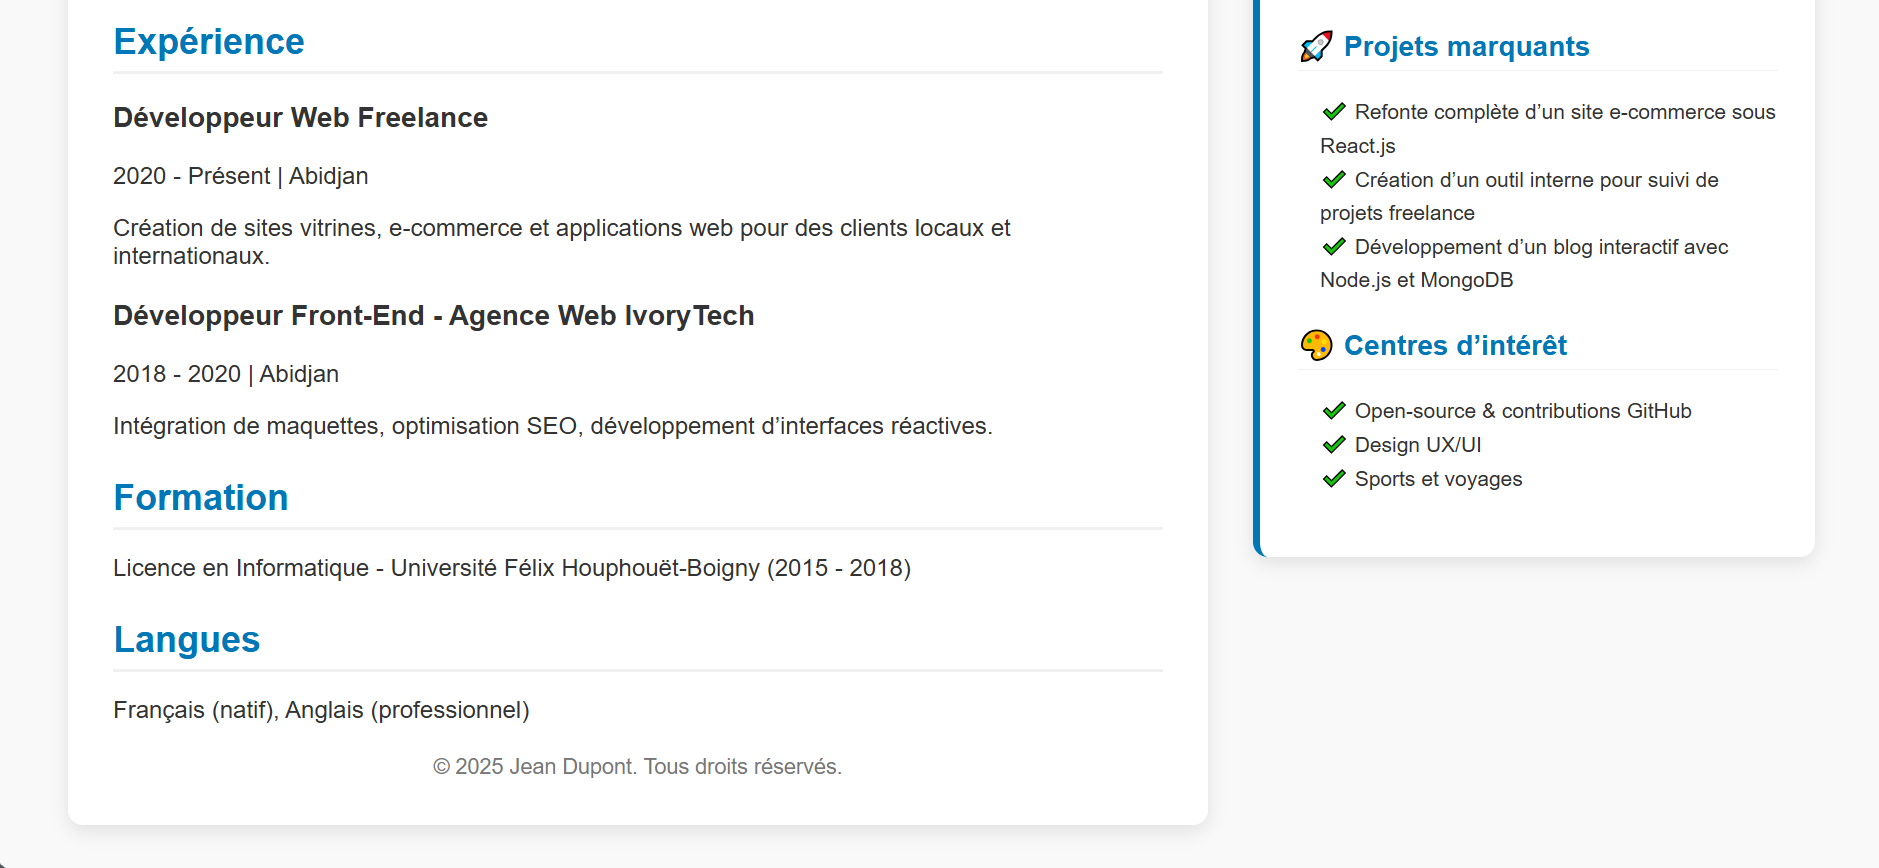 Expérience
Développeur Web Freelance
2020 - Présent | Abidjan
Création de sites vitrines, e-commerce et applications web pour des clients locaux et
internationaux.
Développeur Front-End - Agence Web IvoryTech
2018 - 2020 | Abidjan
Intégration de maquettes, optimisation SEO, développement d’interfaces réactives.
Formation
Licence en Informatique - Université Félix Houphouët-Boigny (2015 - 2018)
Langues
Français (natif), Anglais (professionnel)
© 2025 Jean Dupont. Tous droits réservés.
Projets marquants
Refonte complète d’un site e-commerce sous
React.js
Création d’un outil interne pour suivi de
projets freelance
Développement d’un blog interactif avec
Node.js et MongoDB
Centres d’intérêt
Open-source & contributions GitHub
Design UX/UI
Sports et voyages